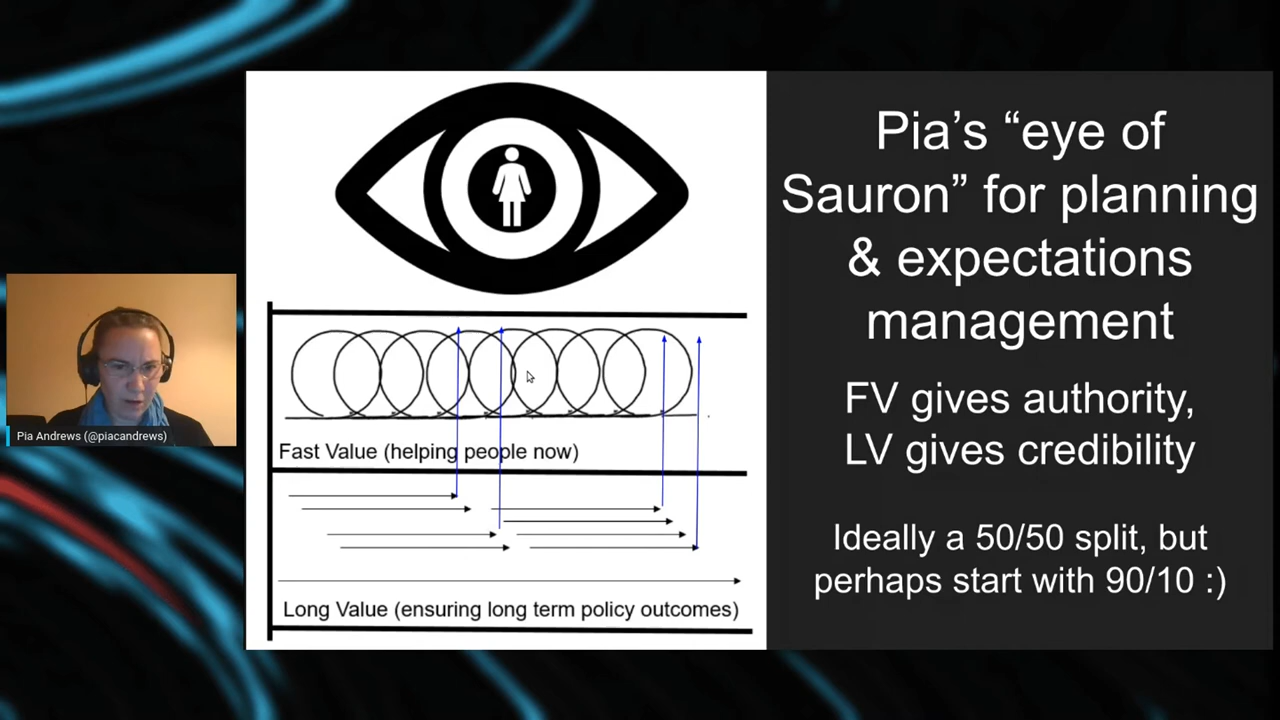 Pia’s “eye of
Sauron” for planning
& expectations
management
FV gives authority,
LV gives credibility
Ideally a 50/50 split, but
perhaps start with 90/10 :)
Fast Value (helping people now)
Long Value (ensuring long term policy outcomes)
Pia Andrews (@piacandrews)